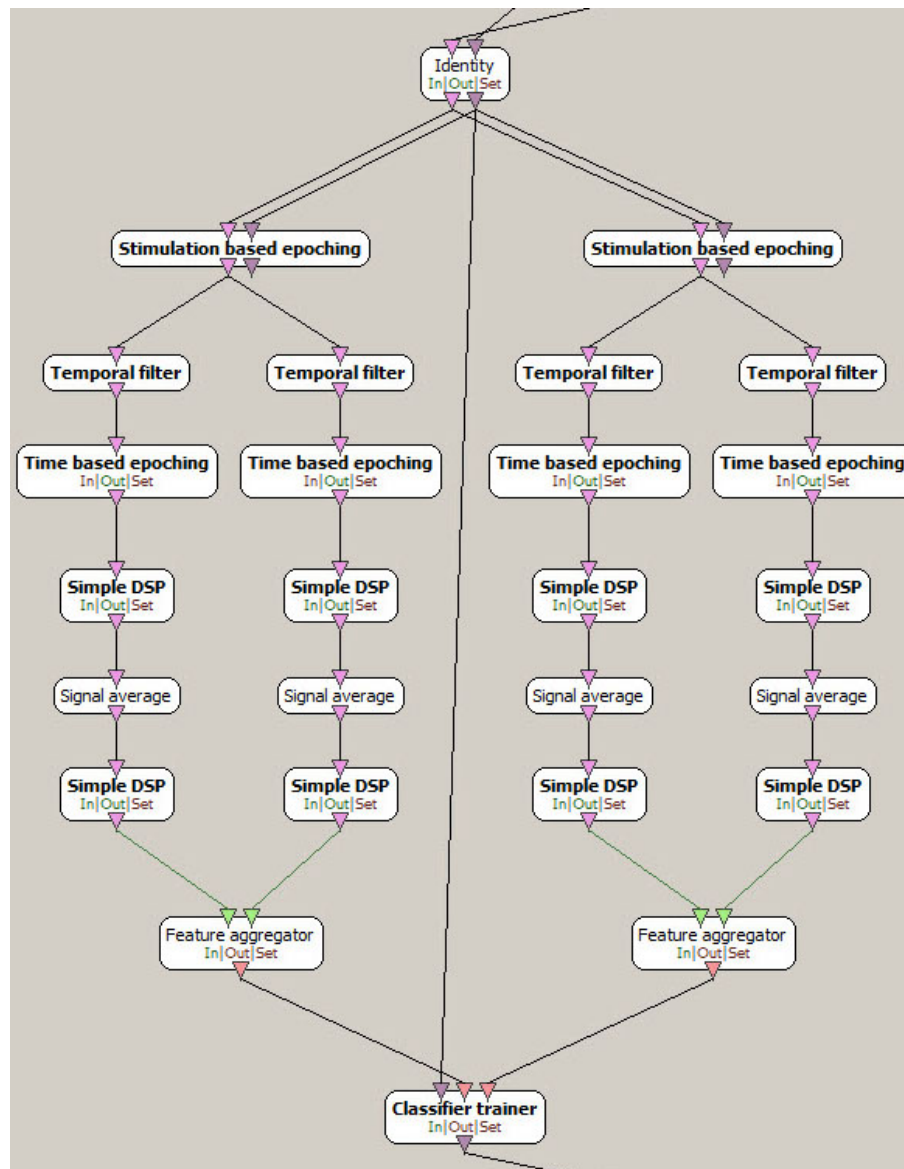 Identity
In|Out|Set
Stimulation based epoching Stimulation based epoching
Temporal filter Temporal filter Temporal filter Temporal filter
Time based epoching Time based epoching Time based epoching Time based epoching
In|Out|Set In|Out|Set In|Out|Set In|Out|Set
Simple DSP Simple DSP Simple DSP Simple DSP
In|Out|Set In|Out|Set In|Out|Set In|Out|Set
Signal average Signal average Signal average Signal average
Simple DSP Simple DSP Simple DSP Simple DSP
In|Out|Set In|Out|Set In|Out|Set In|Out|Set
Feature aggregator Feature aggregator
In|Out|Set In|Out|Set
Classifier trainer
In|Out|Set